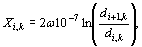 X_{i,k} = 2ω10^{-7} ln(d_{i+1,k}/d_{i,k}),